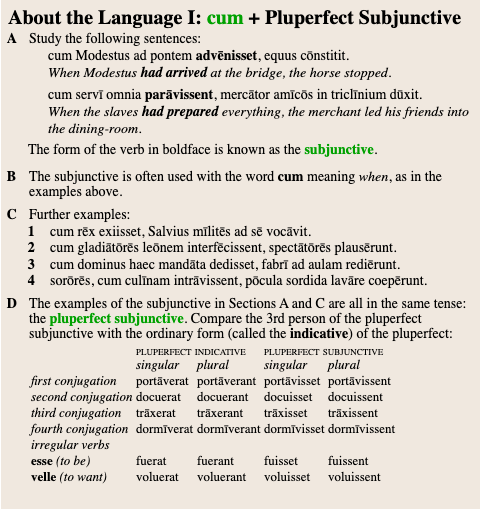 About the Language I: cum + Pluperfect Subjunctive
A Study the following sentences:
cum Modestus ad pontem advēnisset, equus cōnstitit.
When Modestus had arrived at the bridge, the horse stopped.
cum servī omnia parāvissent, mercātor amīcōs in triclīnium dūxit.
When the slaves had prepared everything, the merchant led his friends into
the dining-room.
The form of the verb in boldface is known as the subjunctive.
B The subjunctive is often used with the word cum meaning when, as in the
examples above.
C Further examples:
1 cum rēx exiisset, Salvius mīlitēs ad sē vocāvit.
2 cum gladiātōrēs leōnem interfēcissent, spectātōrēs plausērunt.
3 cum dominus haec mandāta dedisset, fabrī ad aulam rediērunt.
4 sorōrēs, cum culīnam intrāvissent, pōcula sordida lavāre coepērunt.
D The examples of the subjunctive in Sections A and C are all in the same tense:
the pluperfect subjunctive. Compare the 3rd person of the pluperfect
subjunctive with the ordinary form (called the indicative) of the pluperfect:
PLUPERFECT INDICATIVE PLUPERFECT SUBJUNCTIVE
singular plural singular plural
first conjugation portāverat portāverant portāvisset portāvissent
second conjugation docuerat docuerant docuisset docuissent
third conjugation trāxerat trāxerant trāxisset trāxissent
fourth conjugation dormīverat dormīverant dormīvisset dormīvissent
irregular verbs
esse (to be) fuerat fuerant fuisset fuissent
velle (to want) voluerat voluerant voluisset voluissent